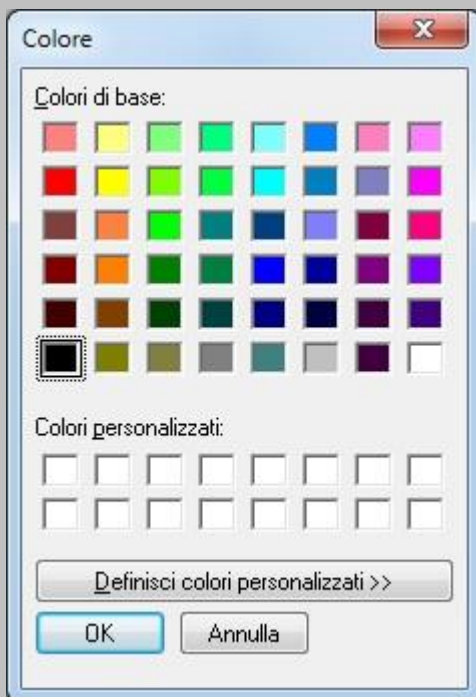 Colore
Colori di base:
Colori personalizzati:
Definisci colori personalizzati >>
OK
Annulla